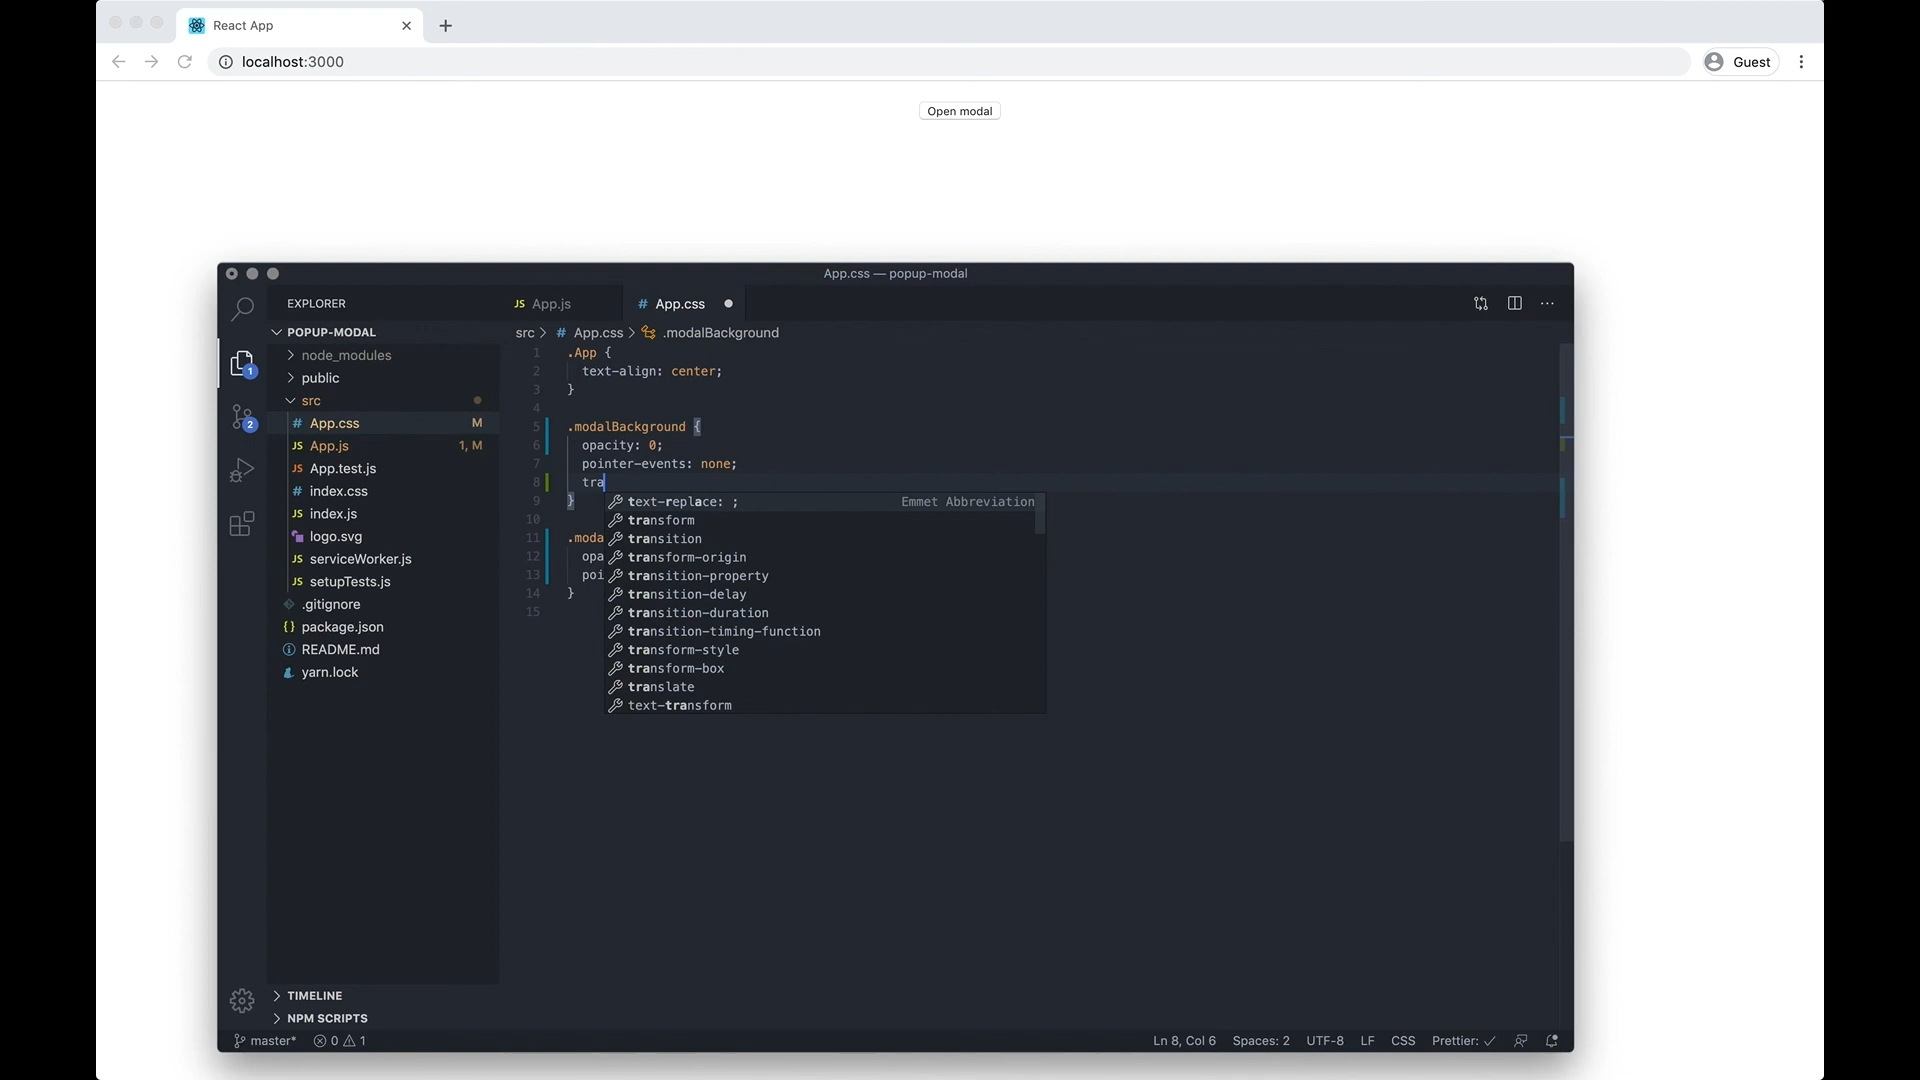 React App
localhost:3000
Guest
Open modal
App.css — popup-modal
EXPLORER
JS App.js
# App.css
POPUP-MODAL
src > # App.css > .modalBackground
node_modules
public
src
# App.css M
JS App.js 1, M
JS App.test.js
# index.css
JS index.js
logo.svg
JS serviceWorker.js
JS setupTests.js
.gitignore
{} package.json
README.md
yarn.lock
1
2
1 .App {
2 text-align: center;
3 }
4
5 .modalBackground {
6 opacity: 0;
7 pointer-events: none;
8 tra
9 }
10
11 .moda
12 opa
13 poi
14 }
15
text-replace: ; Emmet Abbreviation
transform
transition
transform-origin
transition-property
transition-delay
transition-duration
transition-timing-function
transform-style
transform-box
translate
text-transform
TIMELINE
NPM SCRIPTS
master* 0 1
Ln 8, Col 6 Spaces: 2 UTF-8 LF CSS Prettier: ✓